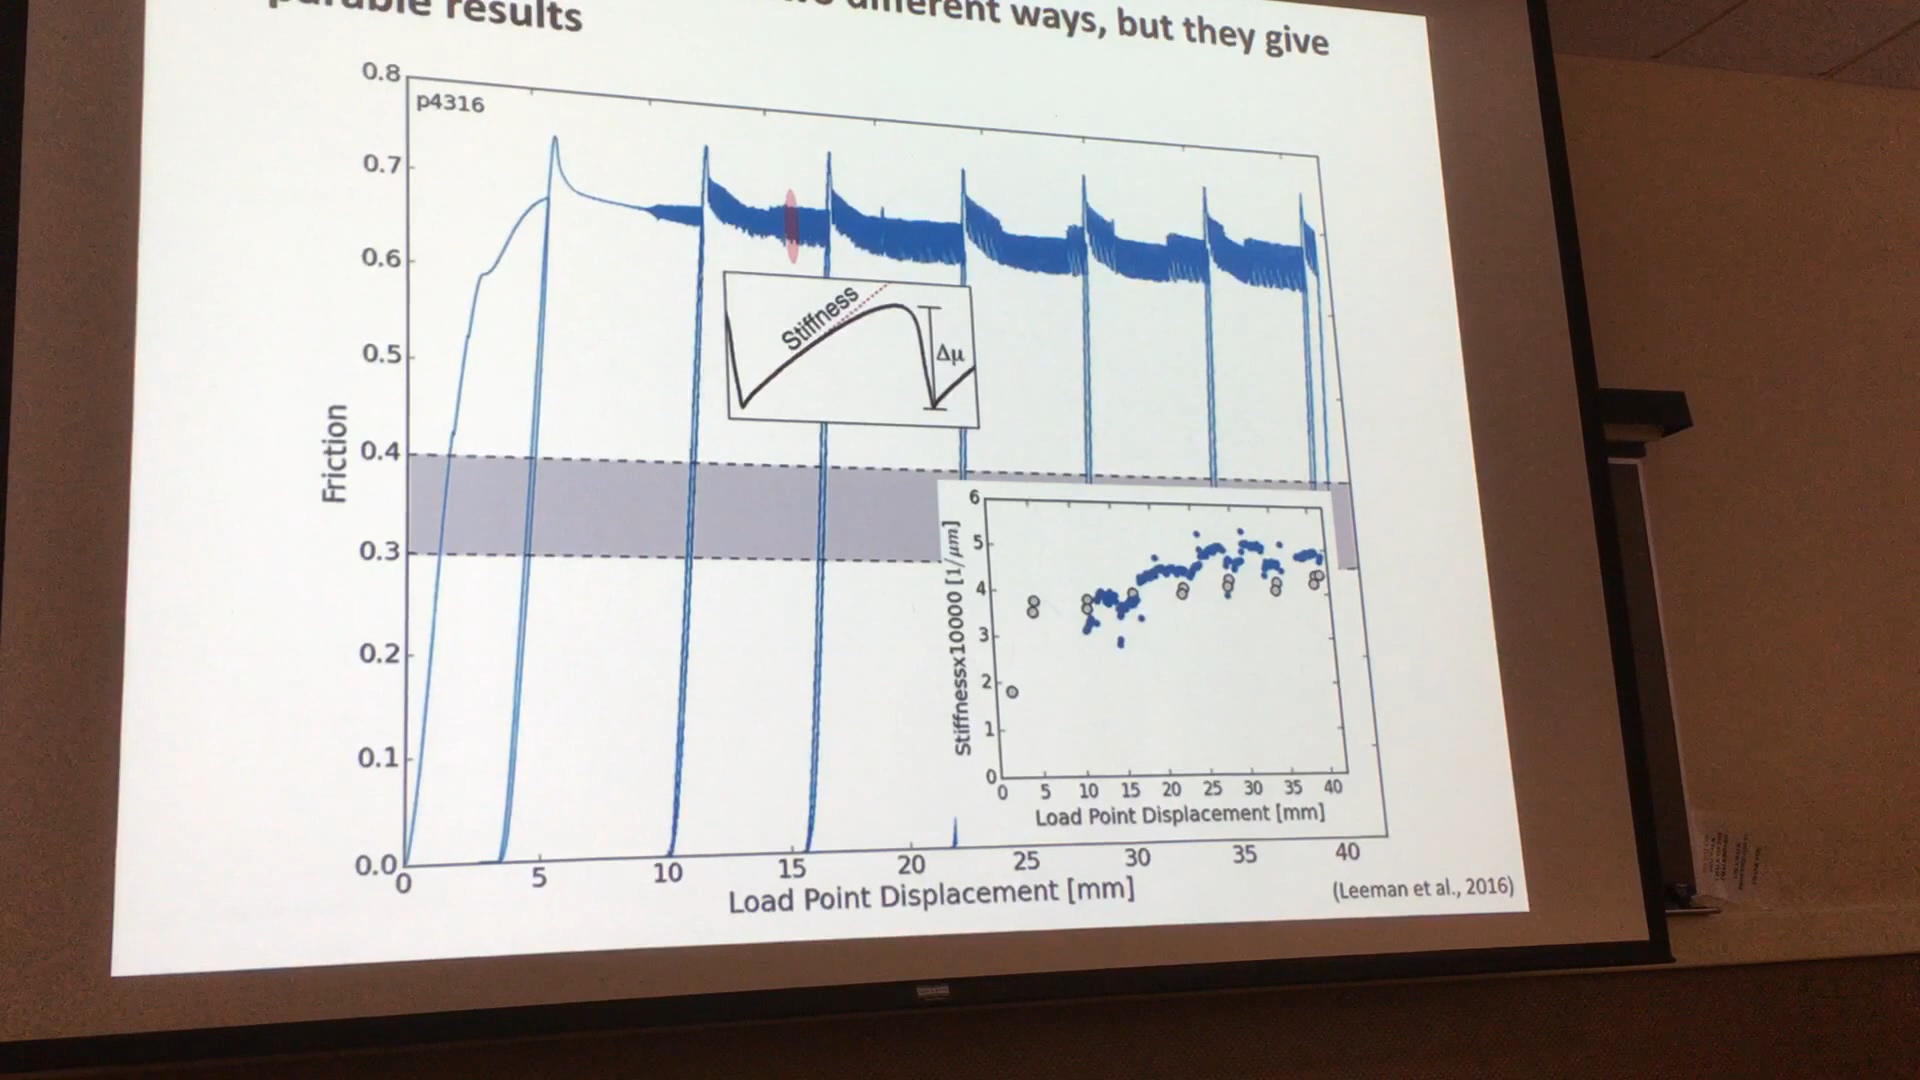 different ways, but they give
results
0.8
p4316
0.7
0.6
0.5
0.4
0.3
0.2
0.1
0.0
Friction
Stiffness
Δμ
6
5
4
3
2
1
0
Stiffnessx10000 [1/μm]
0 5 10 15 20 25 30 35 40
Load Point Displacement [mm]
0 5 10 15 20 25 30 35 40
Load Point Displacement [mm]
(Leeman et al., 2016)